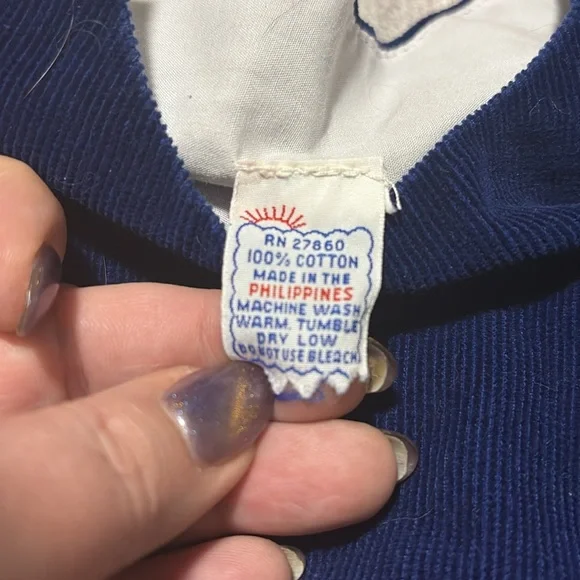 RN 27860
100% COTTON
MADE IN THE
PHILIPPINES
MACHINE WASH
WARM. TUMBLE
DRY LOW
DO NOT USE BLEACH